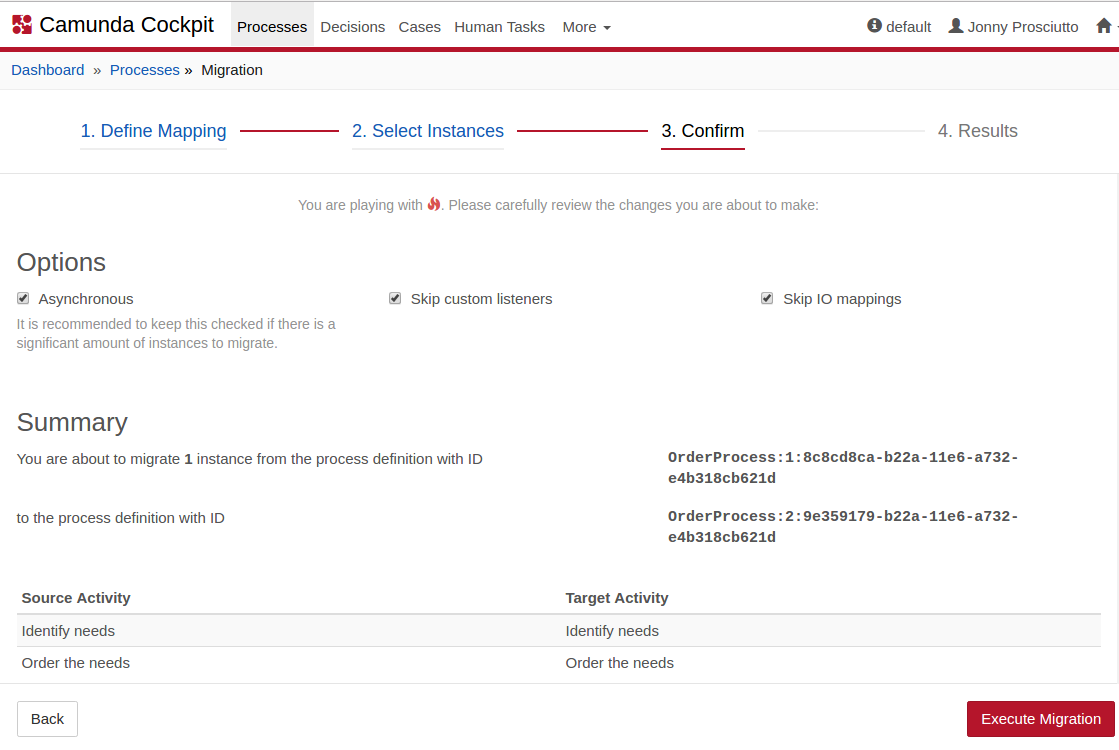 Camunda Cockpit Processes Decisions Cases Human Tasks More default Jonny Prosciutto
Dashboard » Processes » Migration
1. Define Mapping 2. Select Instances 3. Confirm 4. Results
You are playing with . Please carefully review the changes you are about to make:
Options
Asynchronous Skip custom listeners Skip IO mappings
It is recommended to keep this checked if there is a
significant amount of instances to migrate.
Summary
You are about to migrate 1 instance from the process definition with ID OrderProcess:1:8c8cd8ca-b22a-11e6-a732-
e4b318cb621d
to the process definition with ID OrderProcess:2:9e359179-b22a-11e6-a732-
e4b318cb621d
Source Activity Target Activity
Identify needs Identify needs
Order the needs Order the needs
Back Execute Migration